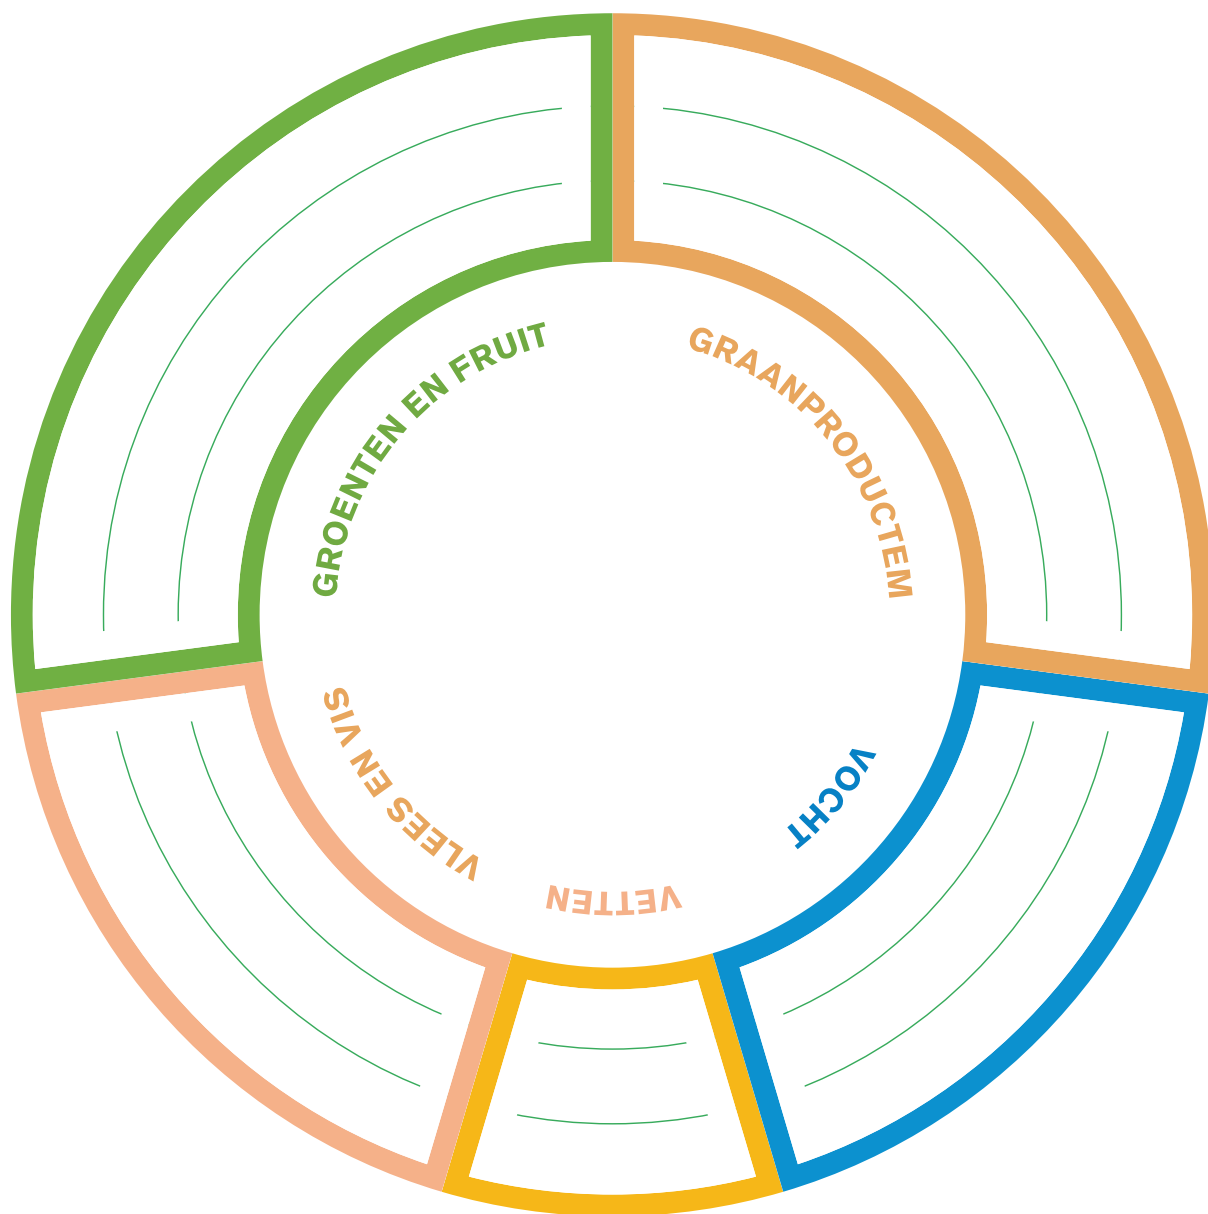 GROENTEN EN FRUIT
GRAANPRODUCTEM
VLEES EN VIS
VOCHT
VETTEN